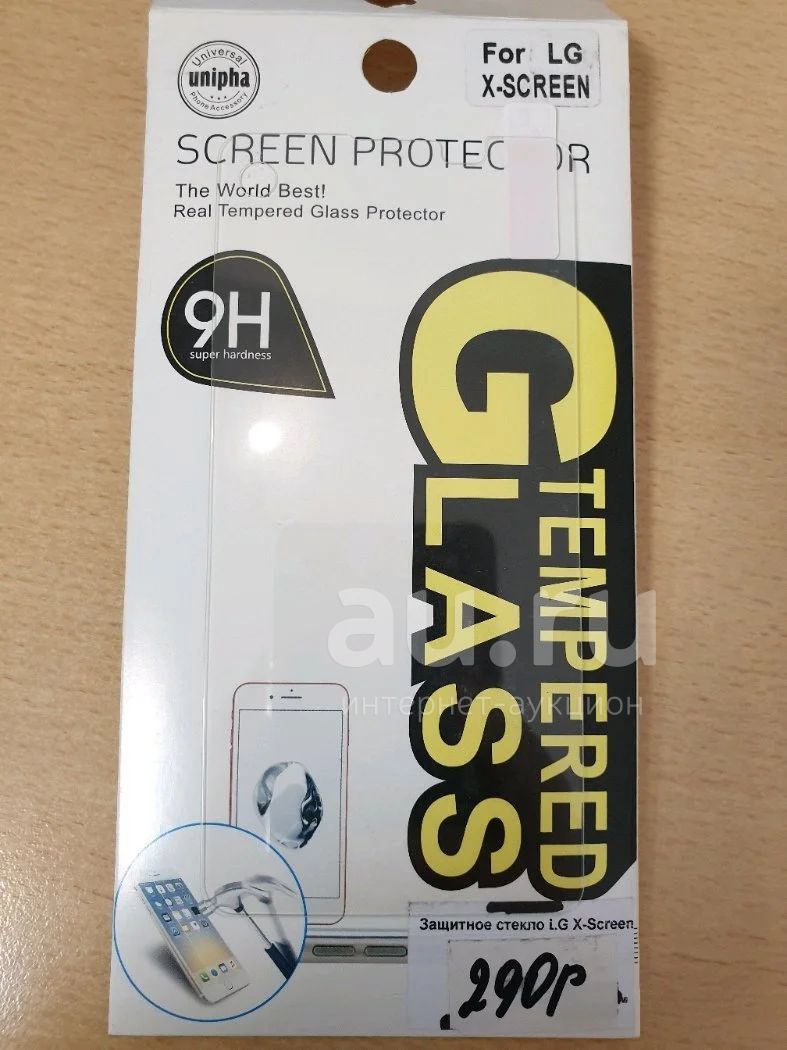 Universal
unipha
Phone Accessory
For LG
X-SCREEN
SCREEN PROTECTOR
The World Best!
Real Tempered Glass Protector
9H
super hardness
GLASS
TEMPERED
au.ru
интернет-аукцион
Защитное стекло LG X-Screen
290р